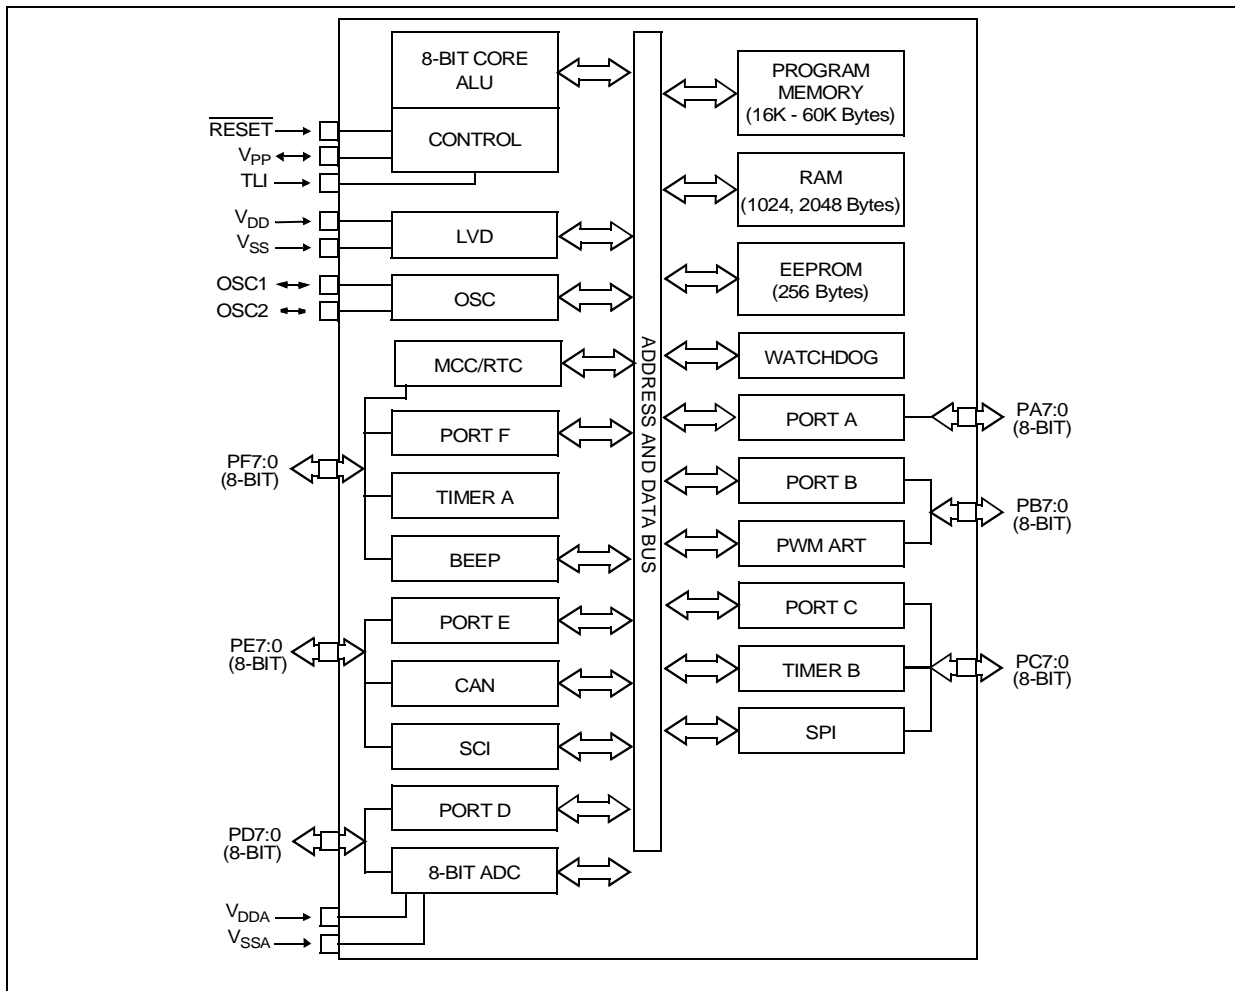 8-BIT CORE
ALU
CONTROL
RESET
VPP
TLI
VDD
VSS
LVD
OSC1
OSC2
OSC
MCC/RTC
PORT F
PF7:0
(8-BIT)
TIMER A
BEEP
PORT E
PE7:0
(8-BIT)
CAN
SCI
PORT D
PD7:0
(8-BIT)
8-BIT ADC
VDDA
VSSA
ADDRESS AND DATA BUS
PROGRAM
MEMORY
(16K - 60K Bytes)
RAM
(1024, 2048 Bytes)
EEPROM
(256 Bytes)
WATCHDOG
PORT A
PA7:0
(8-BIT)
PORT B
PB7:0
(8-BIT)
PWM ART
PORT C
TIMER B
PC7:0
(8-BIT)
SPI